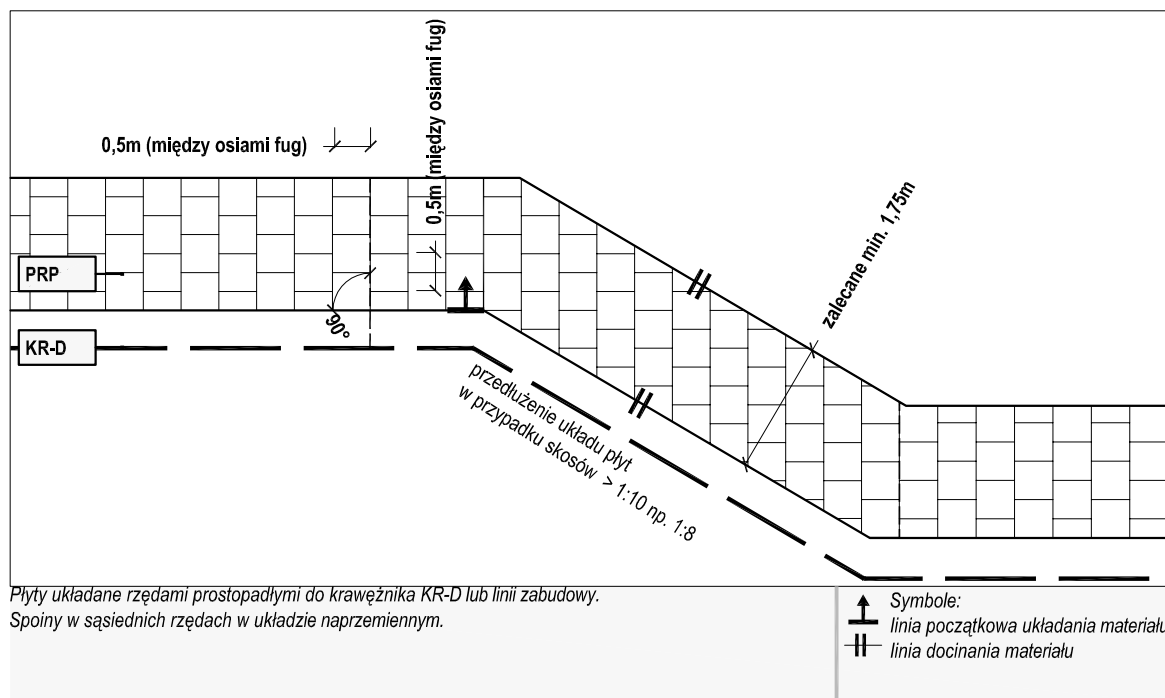 0,5m (między osiami fug)
0,5m (między osiami fug)
zalecane min. 1,75m
PRP
90°
KR-D
przedłużenie układu płyt
w przypadku skosów > 1:10 np. 1:8
Płyty układane rzędami prostopadłymi do krawężnika KR-D lub linii zabudowy.
Spoiny w sąsiednich rzędach w układzie naprzemiennym.
Symbole:
linia początkowa układania materiału
linia docinania materiału